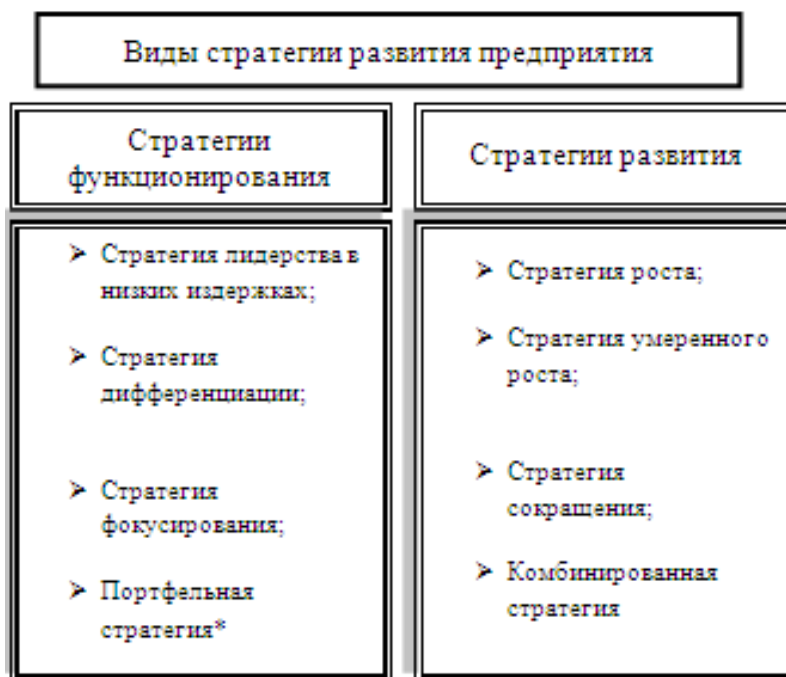 Виды стратегии развития предприятия
Стратегии
функционирования
➢ Стратегия лидерства в
низких издержках;
➢ Стратегия
дифференциации;
➢ Стратегия
фокусирования;
➢ Портфельная
стратегия*
Стратегии развития
➢ Стратегия роста;
➢ Стратегия умеренного
роста;
➢ Стратегия
сокращения;
➢ Комбинированная
стратегия